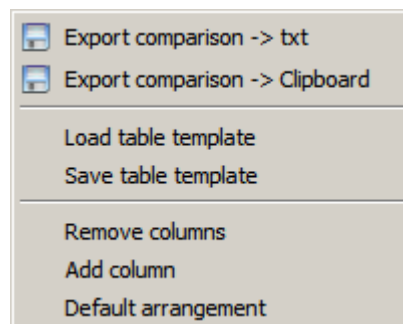 Export comparison -> txt
Export comparison -> Clipboard
Load table template
Save table template
Remove columns
Add column
Default arrangement